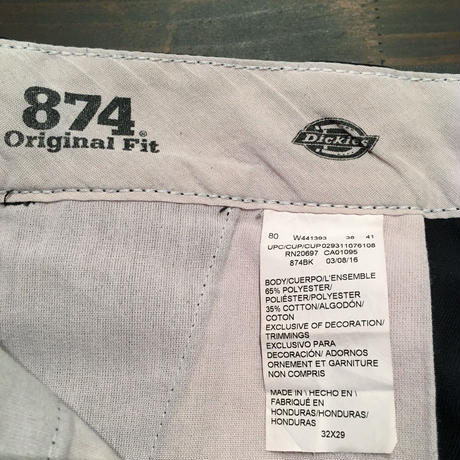 874®
Original Fit
Dickies
80 W441393 38 41
UPC/CUP/CUP029311076108
RN20697 CA01095
874BK 03/08/16
BODY/CUERPO/L'ENSEMBLE
65% POLYESTER/
POLIÉSTER/POLYESTER
35% COTTON/ALGODÓN/
COTON
EXCLUSIVE OF DECORATION/
TRIMMINGS
EXCLUSIVO PARA
DECORACIÓN/ ADORNOS
ORNEMENT ET GARNITURE
NON COMPRIS
MADE IN \ HECHO EN \
FABRIQUÉ EN
HONDURAS/HONDURAS/
HONDURAS
32X29